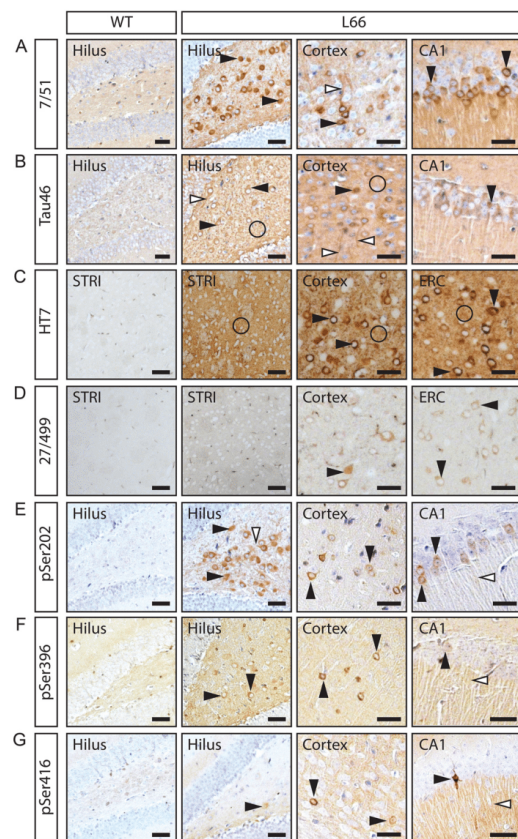 WT L66
A 7/51 Hilus Hilus Cortex CA1
B Tau46 Hilus Hilus Cortex CA1
C HT7 STRI STRI Cortex ERC
D 27/499 STRI STRI Cortex ERC
E pSer202 Hilus Hilus Cortex CA1
F pSer396 Hilus Hilus Cortex CA1
G pSer416 Hilus Hilus Cortex CA1